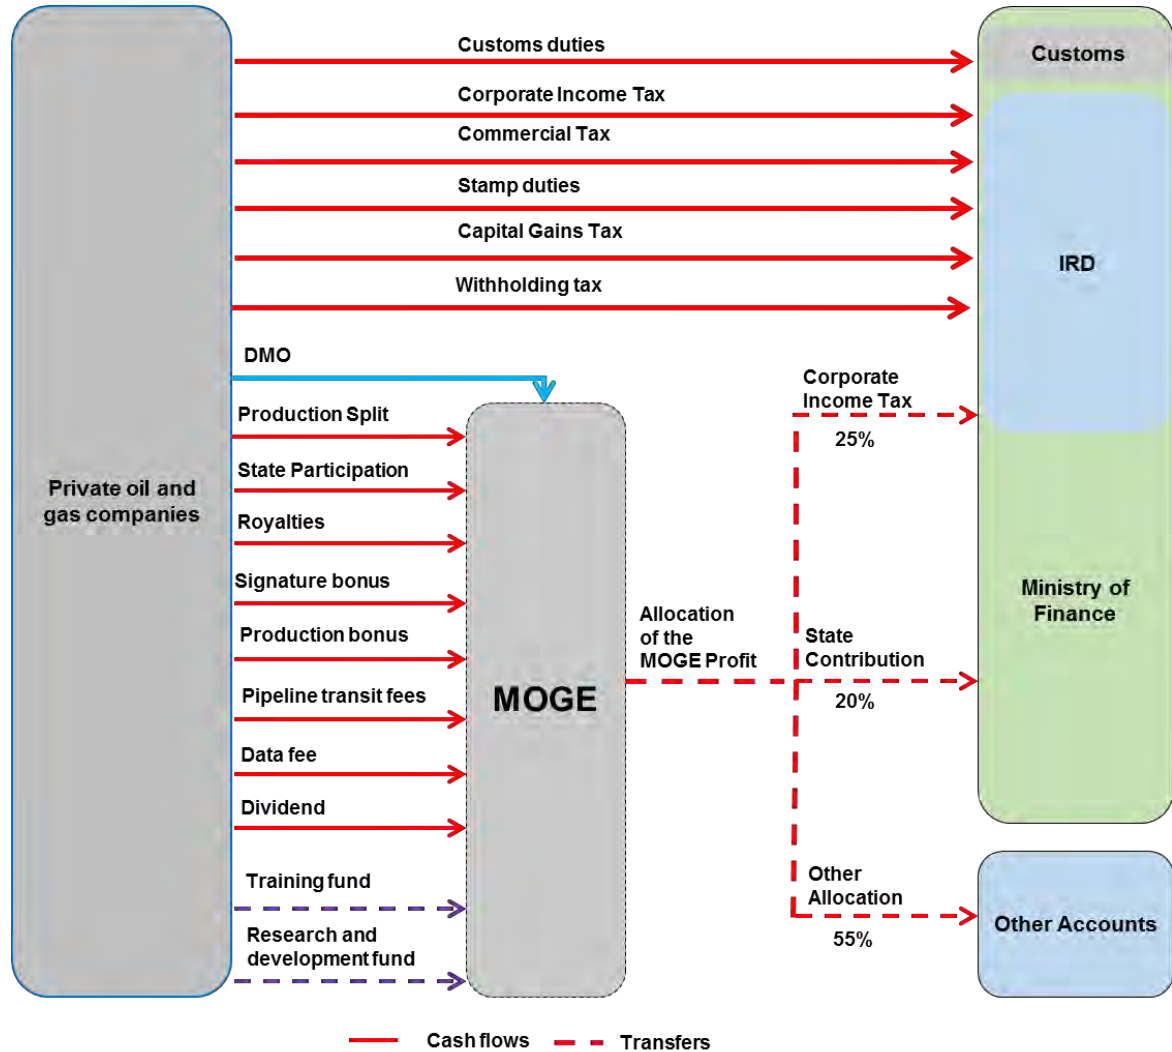 Customs duties
Customs
Corporate Income Tax
Commercial Tax
Stamp duties
Capital Gains Tax
IRD
Withholding tax
DMO
Corporate
Income Tax
25%
Production Split
State Participation
Private oil and
gas companies
Royalties
Signature bonus
Production bonus
Pipeline transit fees
Data fee
Dividend
Training fund
Research and
development fund
MOGE
Allocation
of the
MOGE Profit
State
Contribution
20%
Ministry of
Finance
Other
Allocation
55%
Other Accounts
Cash flows
Transfers